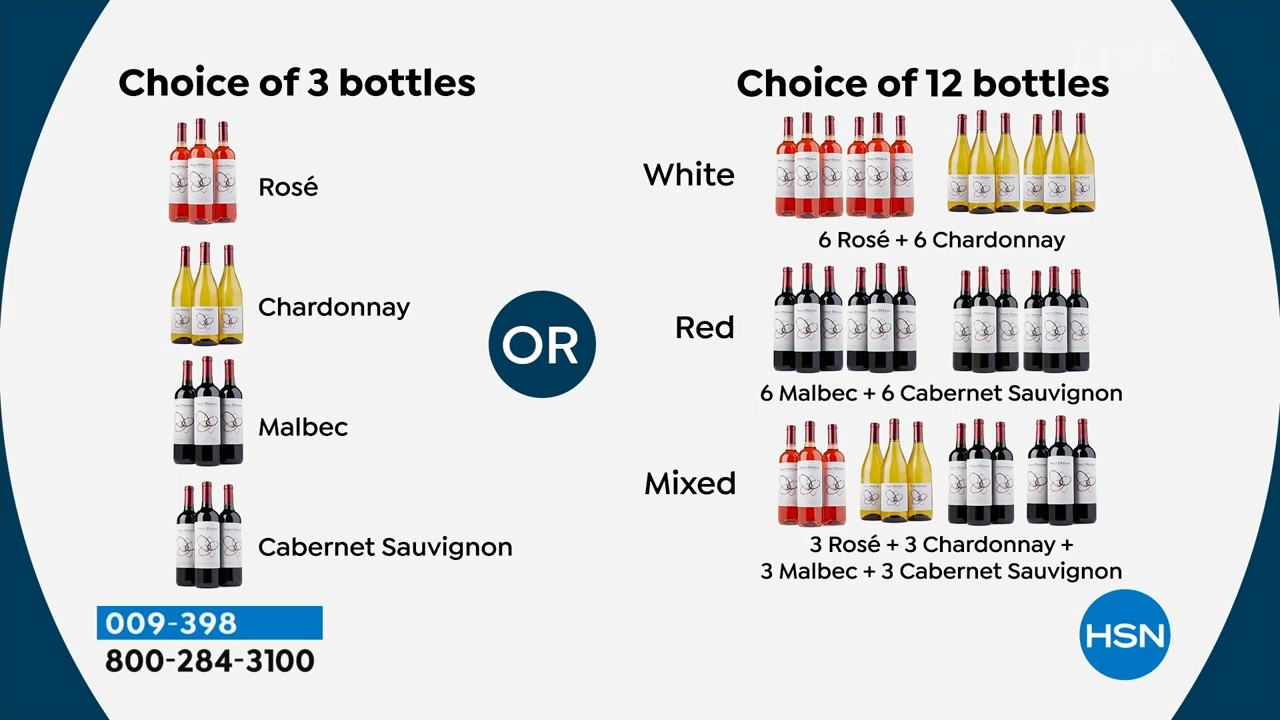 LIVE
Choice of 3 bottles
Rosé
Chardonnay
Malbec
Cabernet Sauvignon
OR
Choice of 12 bottles
White
6 Rosé + 6 Chardonnay
Red
6 Malbec + 6 Cabernet Sauvignon
Mixed
3 Rosé + 3 Chardonnay +
3 Malbec + 3 Cabernet Sauvignon
009-398
800-284-3100
HSN